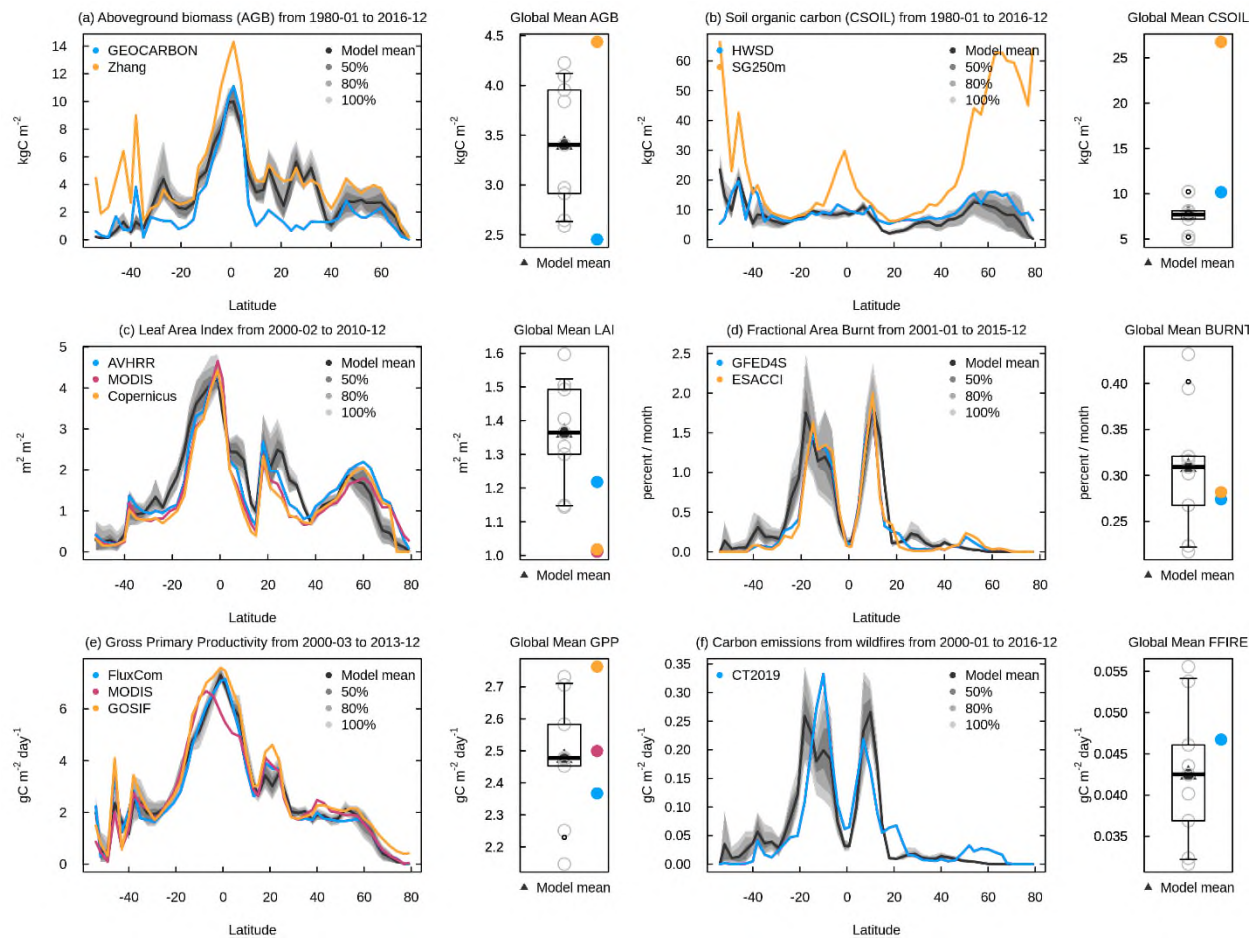 (a) Aboveground biomass (AGB) from 1980-01 to 2016-12
kgC m-2
14
12
10
8
6
4
2
0
GEOCARBON
Zhang
Model mean
50%
80%
100%
-40
-20
0
20
40
60
80
Latitude
Global Mean AGB
kgC m-2
4.5
4.0
3.5
3.0
2.5
▲ Model mean
(b) Soil organic carbon (CSOIL) from 1980-01 to 2016-12
kgC m-2
60
50
40
30
20
10
0
HWSD
SG250m
Model mean
50%
80%
100%
-40
-20
0
20
40
60
80
Latitude
Global Mean CSOIL
kgC m-2
25
20
15
10
5
▲ Model mean
(c) Leaf Area Index from 2000-02 to 2010-12
m2 m-2
5
4
3
2
1
0
AVHRR
MODIS
Copernicus
Model mean
50%
80%
100%
-40
-20
0
20
40
60
80
Latitude
Global Mean LAI
m2 m-2
1.6
1.5
1.4
1.3
1.2
1.1
1.0
▲ Model mean
(d) Fractional Area Burnt from 2001-01 to 2015-12
percent / month
2.5
2.0
1.5
1.0
0.5
0.0
GFED4S
ESACCI
Model mean
50%
80%
100%
-40
-20
0
20
40
60
80
Latitude
Global Mean BURNT
percent / month
0.40
0.35
0.30
0.25
▲ Model mean
(e) Gross Primary Productivity from 2000-03 to 2013-12
gC m-2 day-1
6
4
2
0
FluxCom
MODIS
GOSIF
Model mean
50%
80%
100%
-40
-20
0
20
40
60
80
Latitude
Global Mean GPP
gC m-2 day-1
2.7
2.6
2.5
2.4
2.3
2.2
▲ Model mean
(f) Carbon emissions from wildfires from 2000-01 to 2016-12
gC m-2 day-1
0.35
0.30
0.25
0.20
0.15
0.10
0.05
0.00
CT2019
Model mean
50%
80%
100%
-40
-20
0
20
40
60
80
Latitude
Global Mean FFIRE
gC m-2 day-1
0.055
0.050
0.045
0.040
0.035
▲ Model mean